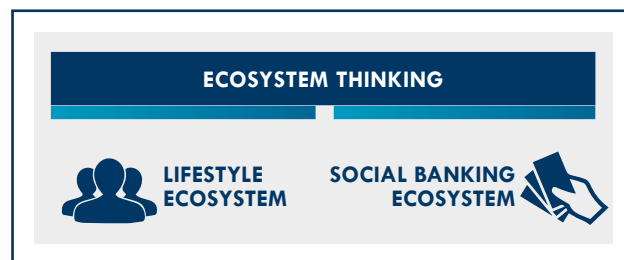 ECOSYSTEM THINKING
LIFESTYLE
ECOSYSTEM
SOCIAL BANKING
ECOSYSTEM